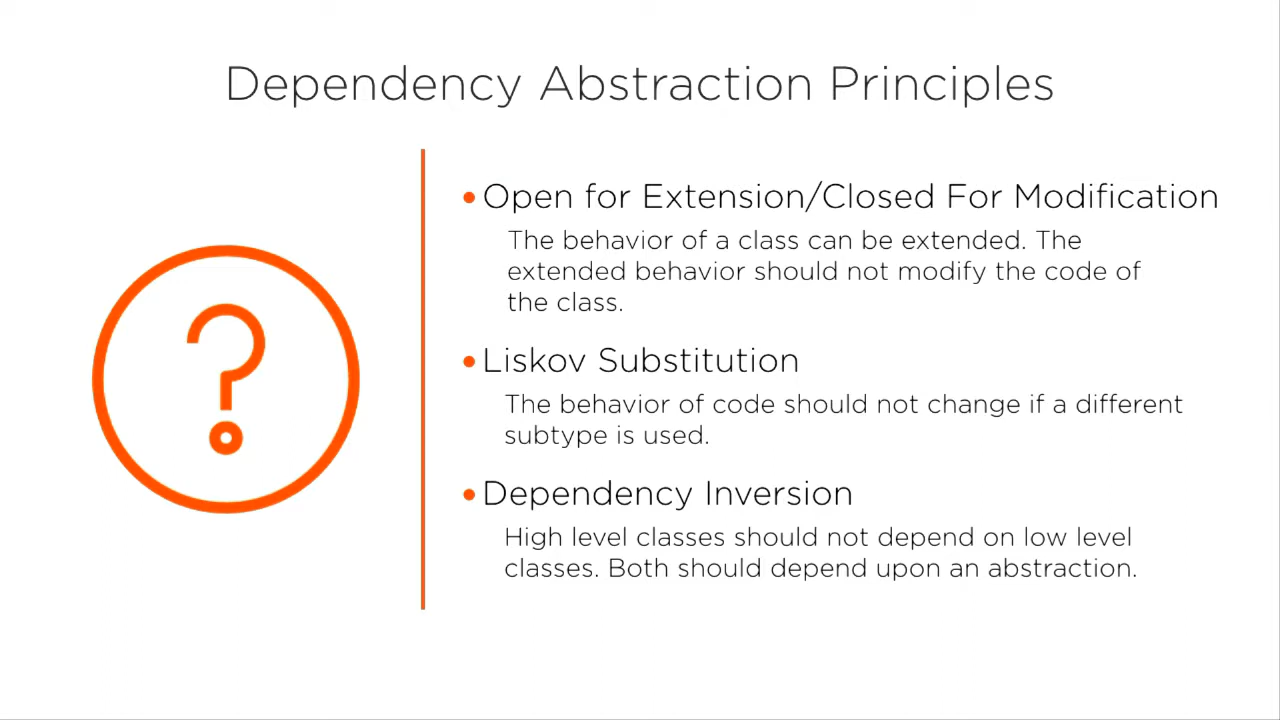 Dependency Abstraction Principles
•Open for Extension/Closed For Modification
The behavior of a class can be extended. The
extended behavior should not modify the code of
the class.
•Liskov Substitution
The behavior of code should not change if a different
subtype is used.
•Dependency Inversion
High level classes should not depend on low level
classes. Both should depend upon an abstraction.